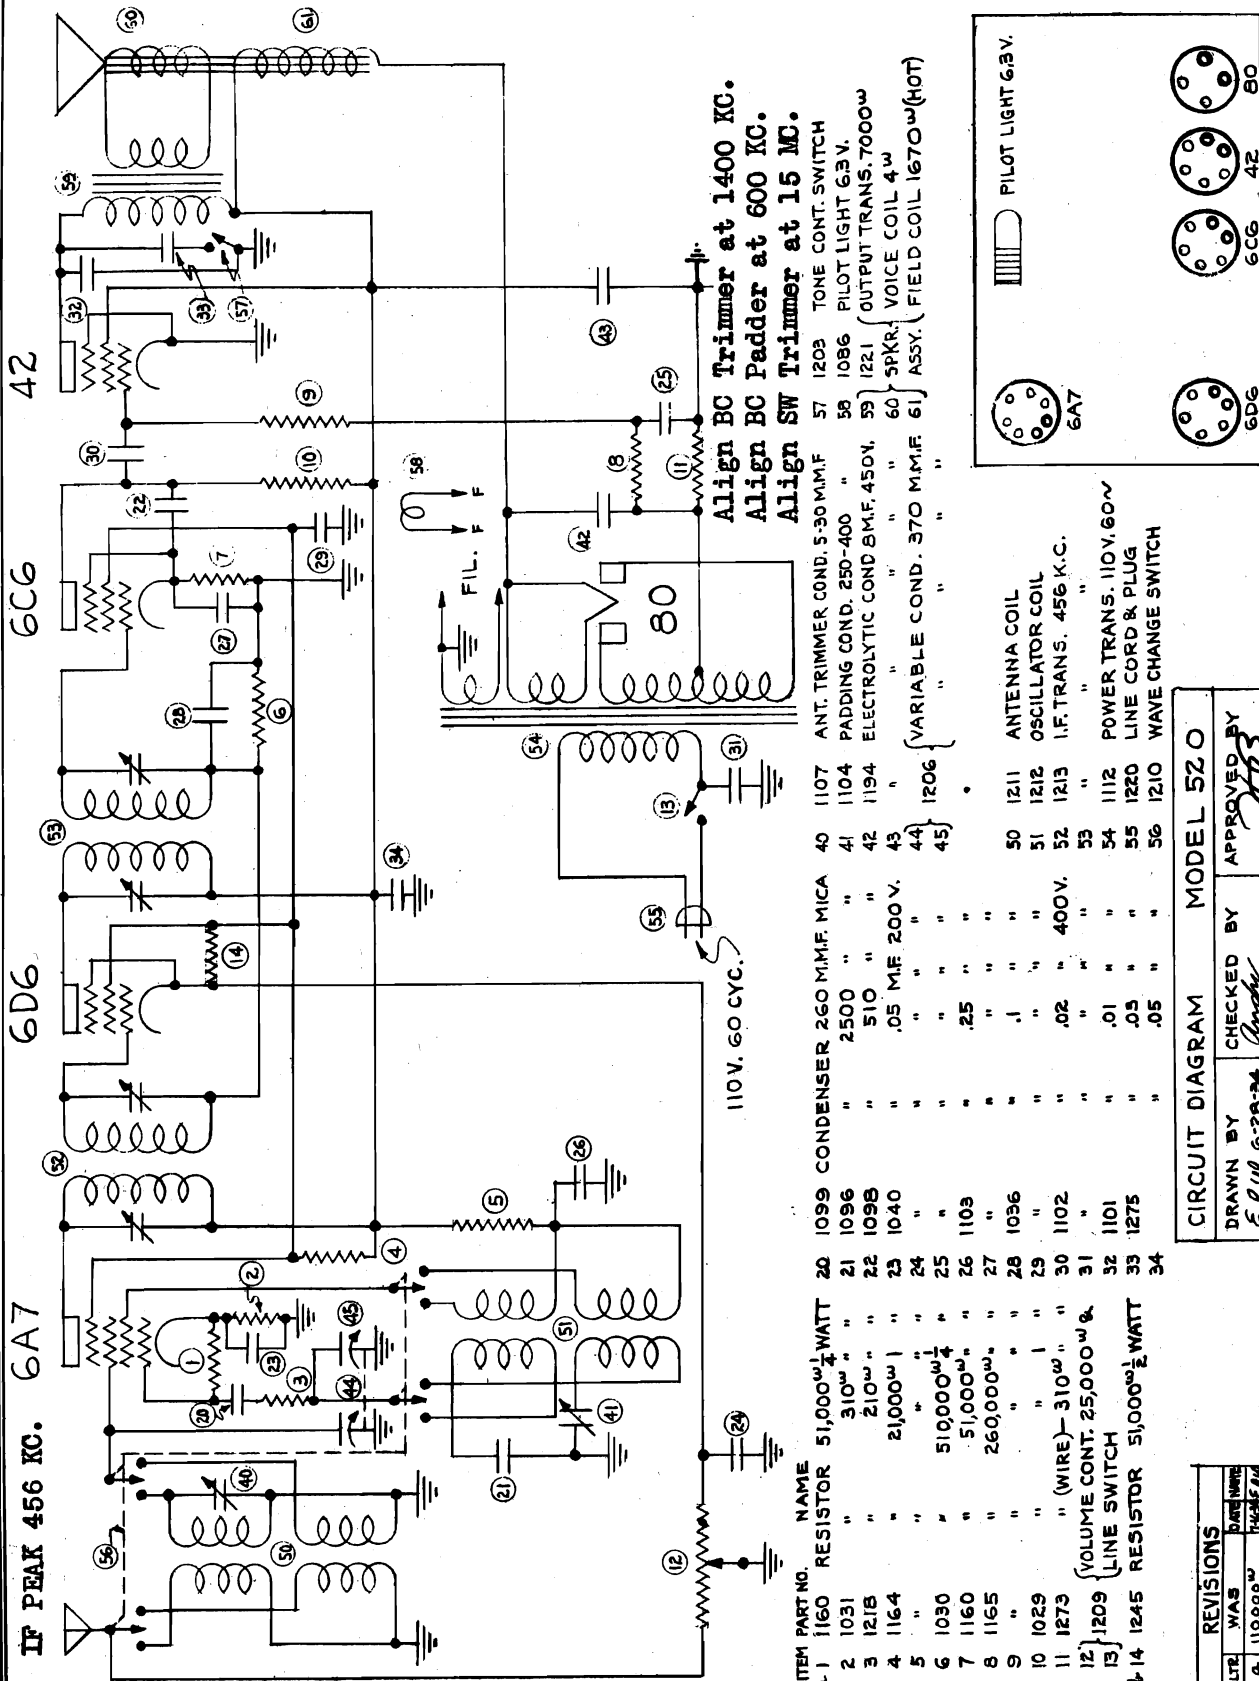 IF PEAK 456 KC.
6A7
6D6
6C6
42
80
FIL.
F
F
110V. 60 CYC.
Align BC Trimmer at 1400 KC.
Align BC Padder at 600 KC.
Align SW Trimmer at 15 MC.
ITEM PART NO. NAME
1 1160 RESISTOR 51,000ω ¼ WATT
2 1031 " 310ω " "
3 1218 " 210ω " "
4 1164 " 21,000ω 1 "
5 " " " " "
6 1030 " 510,000ω ¼ "
7 1160 " 51,000ω " "
8 1165 " 260,000ω " "
9 " " " " "
10 1029 " " 1 "
11 1273 " (WIRE) - 310ω " "
12 } 1209 { VOLUME CONT. 25,000ω &
13 } LINE SWITCH
14 1245 RESISTOR 51,000ω ½ WATT
20 1099 CONDENSER 260 M.M.F. MICA
21 1096 " 2500 " "
22 1098 " 510 " "
23 1040 " .05 M.F. 200V.
24 " " " " "
25 " " " " "
26 1103 " .25 " "
27 " " " " "
28 1036 " .1 " "
29 " " " " "
30 1102 " .02 " 400V.
31 " " " " "
32 1101 " .01 " "
33 1275 " .03 " "
34 " .05 " "
40 1107 ANT. TRIMMER COND. 5-30 M.M.F
41 1104 PADDING COND. 250-400 "
42 1194 ELECTROLYTIC COND 8 M.F. 450V.
43 " " " " "
44 } 1206 { VARIABLE COND. 370 M.M.F.
45 } " " "
50 1211 ANTENNA COIL
51 1212 OSCILLATOR COIL
52 1213 I.F. TRANS. 456 K.C.
53 " " "
54 1112 POWER TRANS. 110V. 60~
55 1220 LINE CORD & PLUG
56 1210 WAVE CHANGE SWITCH
57 1203 TONE CONT. SWITCH
58 1086 PILOT LIGHT 6.3V.
59 } 1221 { OUTPUT TRANS. 7000ω
60 } SPKR. { VOICE COIL 4ω
61 } ASSY. { FIELD COIL 1670ω (HOT)
PILOT LIGHT 6.3V.
6A7
6D6
6C6
42
80
CIRCUIT DIAGRAM MODEL 520
DRAWN BY
6-28-34
CHECKED BY
APPROVED BY
REVISIONS
LTR. WAS DATE NAME